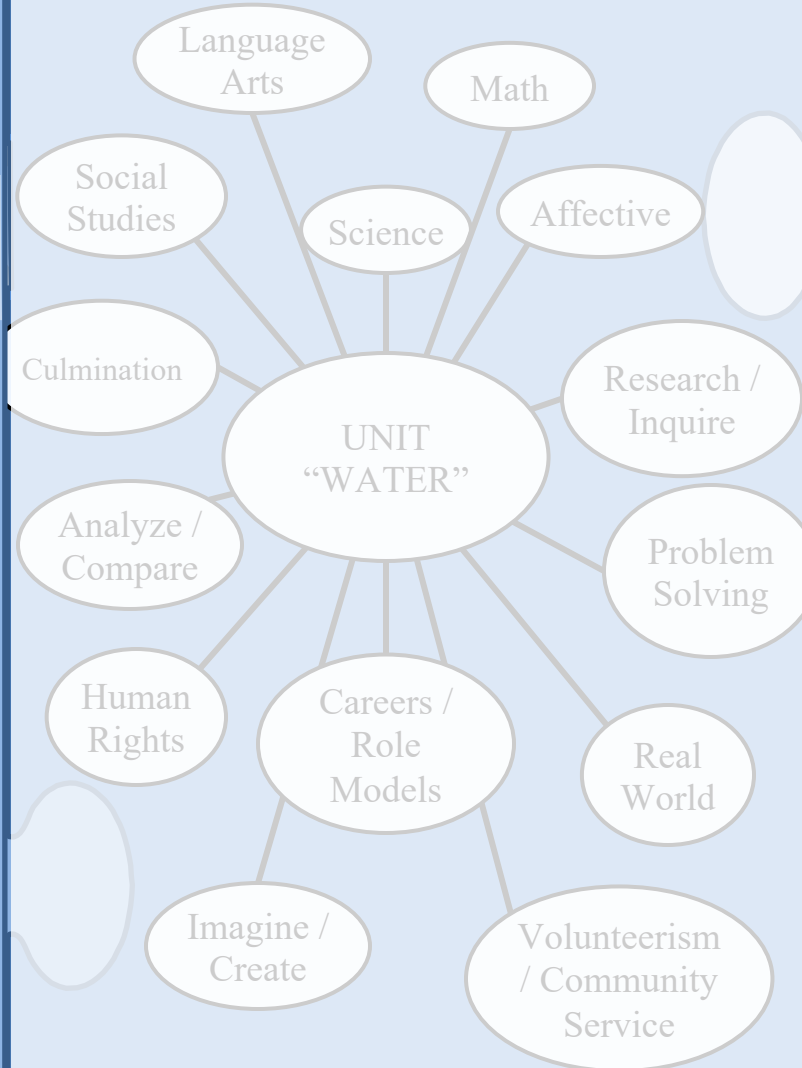 Language
Arts
Math
Social
Studies
Science
Affective
Culmination
Research /
Inquire
UNIT
“WATER”
Analyze /
Compare
Problem
Solving
Human
Rights
Careers /
Role
Models
Real
World
Imagine /
Create
Volunteerism
/ Community
Service